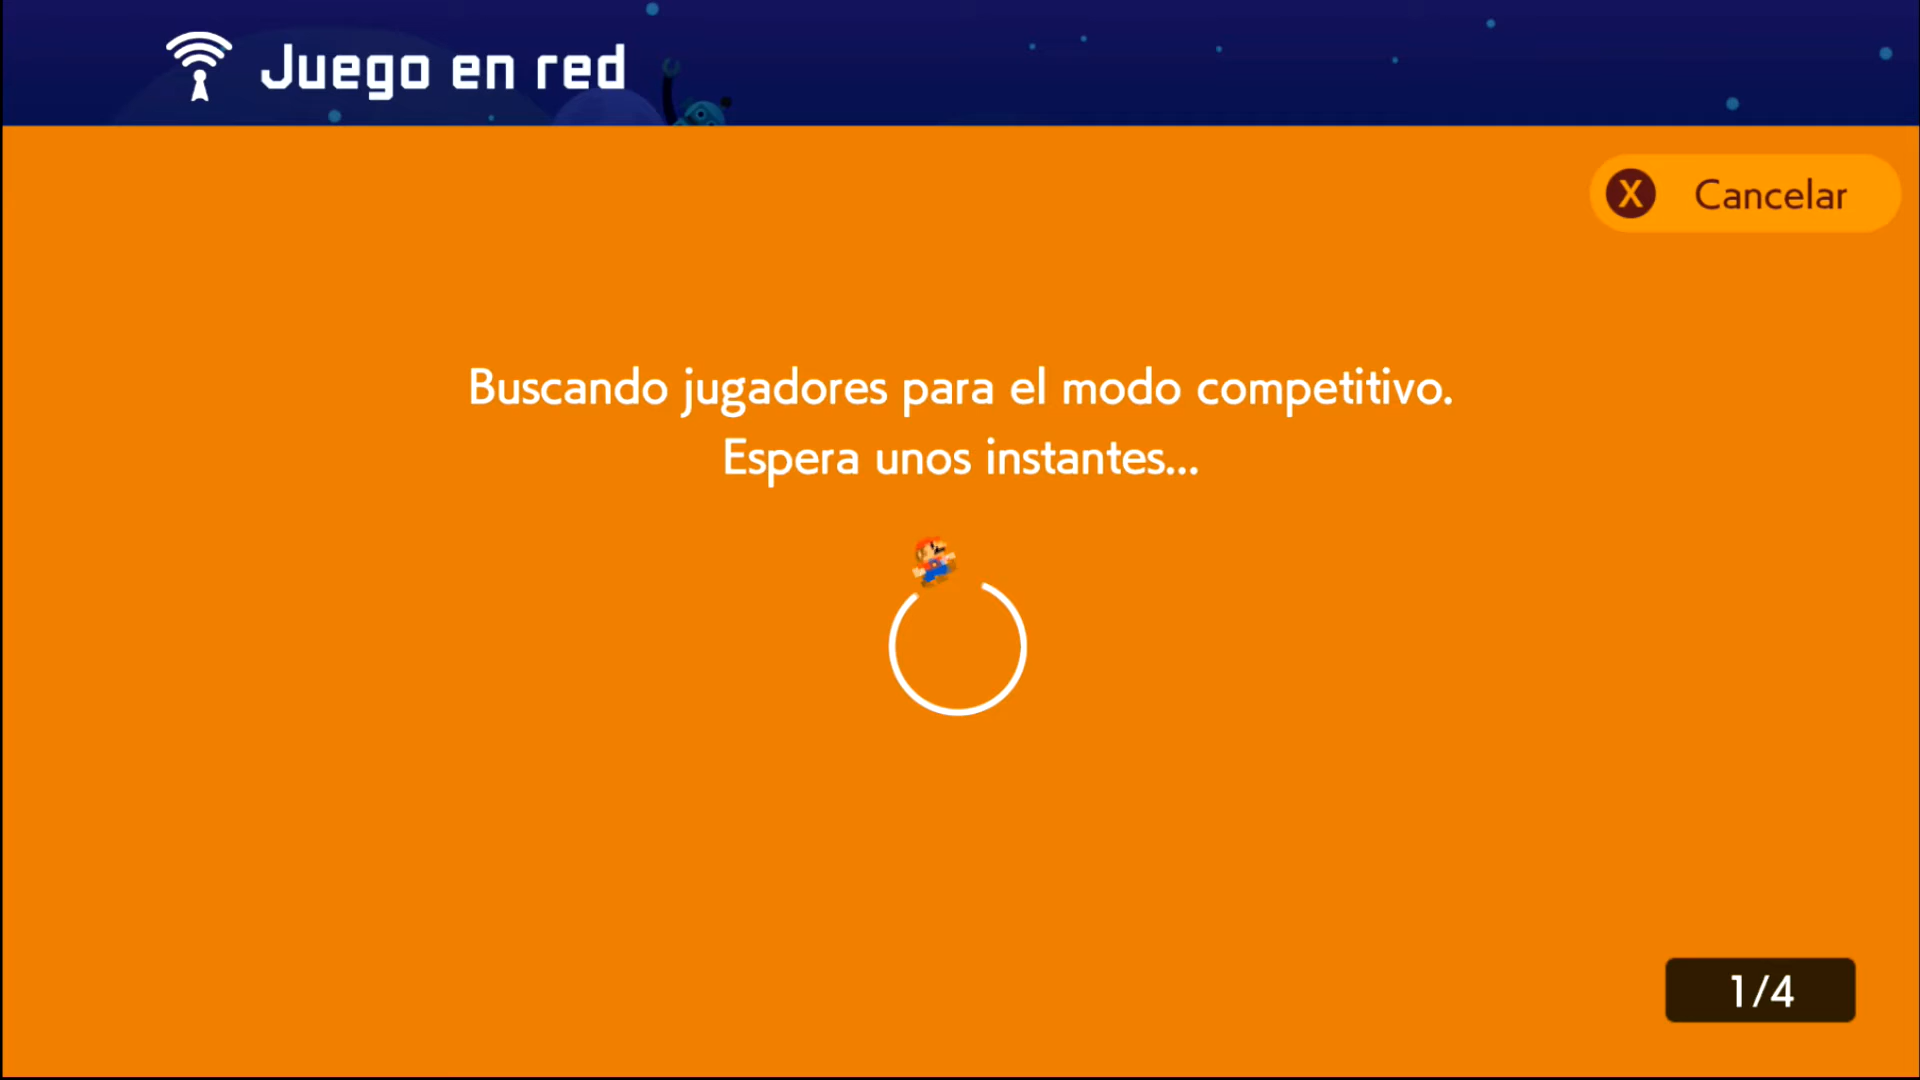 Juego en red
X Cancelar
Buscando jugadores para el modo competitivo.
Espera unos instantes...
1/4